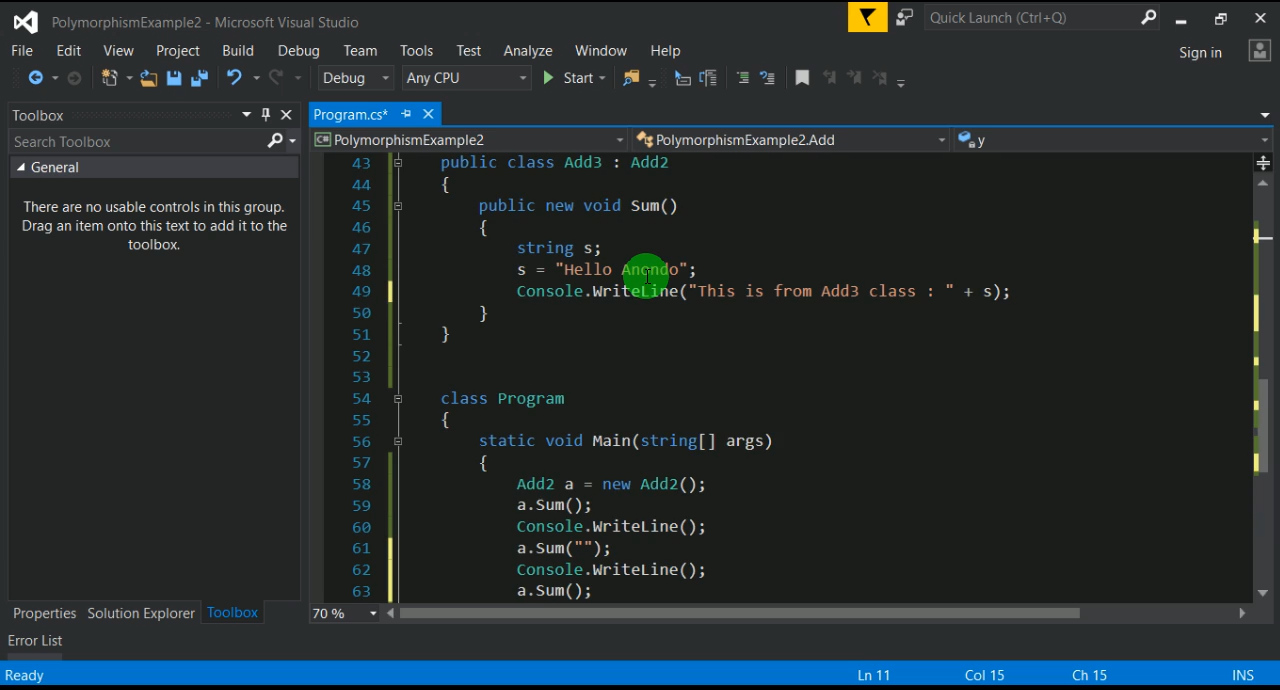 PolymorphismExample2 - Microsoft Visual Studio
Quick Launch (Ctrl+Q)
File Edit View Project Build Debug Team Tools Test Analyze Window Help
Sign in
Debug Any CPU Start
Toolbox
Program.cs*
Search Toolbox
PolymorphismExample2 PolymorphismExample2.Add y
General
There are no usable controls in this group.
Drag an item onto this text to add it to the
toolbox.
43 public class Add3 : Add2
44 {
45 public new void Sum()
46 {
47 string s;
48 s = "Hello Anondo";
49 Console.WriteLine("This is from Add3 class : " + s);
50 }
51 }
52
53
54 class Program
55 {
56 static void Main(string[] args)
57 {
58 Add2 a = new Add2();
59 a.Sum();
60 Console.WriteLine();
61 a.Sum("");
62 Console.WriteLine();
63 a.Sum();
Properties Solution Explorer Toolbox
70 %
Error List
Ready Ln 11 Col 15 Ch 15 INS